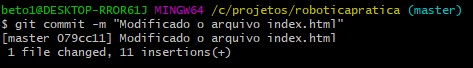 beto1@DESKTOP-RROR61J MINGW64 /c/projetos/roboticapratica (master)
$ git commit -m "Modificado o arquivo index.html"
[master 079cc11] Modificado o arquivo index.html
1 file changed, 11 insertions(+)